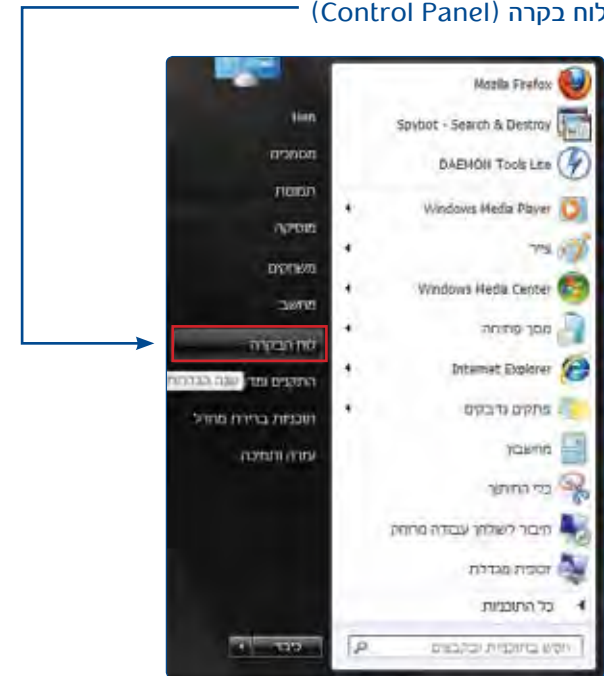 לוח בקרה (Control Panel)
Mozilla Firefox
Spybot - Search & Destroy
DAEMON Tools Lite
Windows Media Player
צייר
Windows Media Center
מסך פתיחה
Internet Explorer
פתקים נדבקים
מחשבון
כלי החיתוך
חיבור לשולחן עבודה מרוחק
זכוכית מגדלת
כל התוכניות
חפש בתוכניות ובקבצים
מסמכים
תמונות
מוסיקה
משחקים
מחשב
לוח הבקרה
התקנים ומד שנה הגדרות
תוכניות ברירת מחדל
עזרה ותמיכה
כיבוי